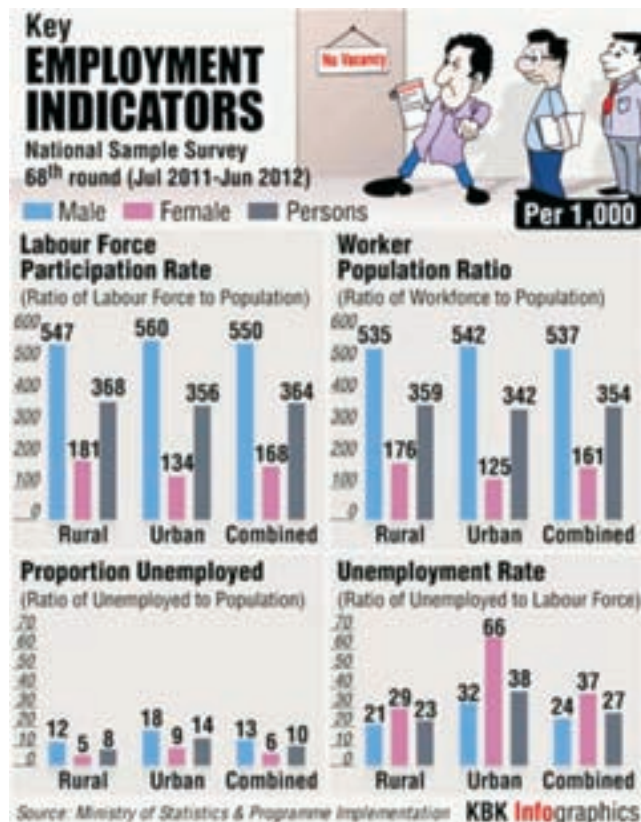 Key
EMPLOYMENT
INDICATORS
National Sample Survey
68th round (Jul 2011-Jun 2012)
No Vacancy
Male Female Persons
Per 1,000
Labour Force
Participation Rate
(Ratio of Labour Force to Population)
600
500
400
300
200
100
0
547 181 368
560 134 356
550 168 364
Rural Urban Combined
Worker
Population Ratio
(Ratio of Workforce to Population)
600
500
400
300
200
100
0
535 176 359
542 125 342
537 161 354
Rural Urban Combined
Proportion Unemployed
(Ratio of Unemployed to Population)
70
60
50
40
30
20
10
0
12 5 8
18 9 14
13 6 10
Rural Urban Combined
Unemployment Rate
(Ratio of Unemployed to Labour Force)
70
60
50
40
30
20
10
0
21 29 23
32 66 38
24 37 27
Rural Urban Combined
Source: Ministry of Statistics & Programme Implementation KBK Infographics